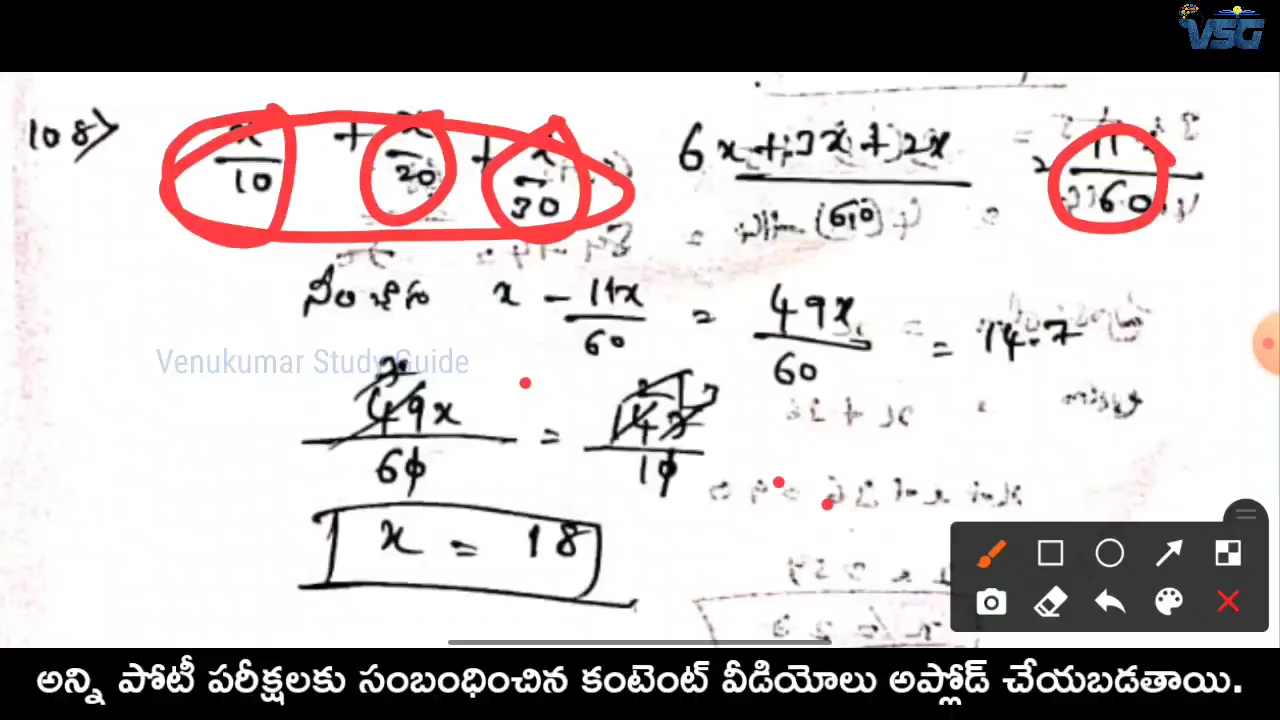 VSG
108) x/10 + x/20 + x/30 6x+3x+2x/60 = 11/60
నీలి భాగం x - 11x/60 = 49x/60 = 14.7
Venukumar Study Guide
49x/60 = 147/10
x = 18
అన్ని పోటీ పరీక్షలకు సంబంధించిన కంటెంట్ వీడియోలు అప్లోడ్ చేయబడతాయి.